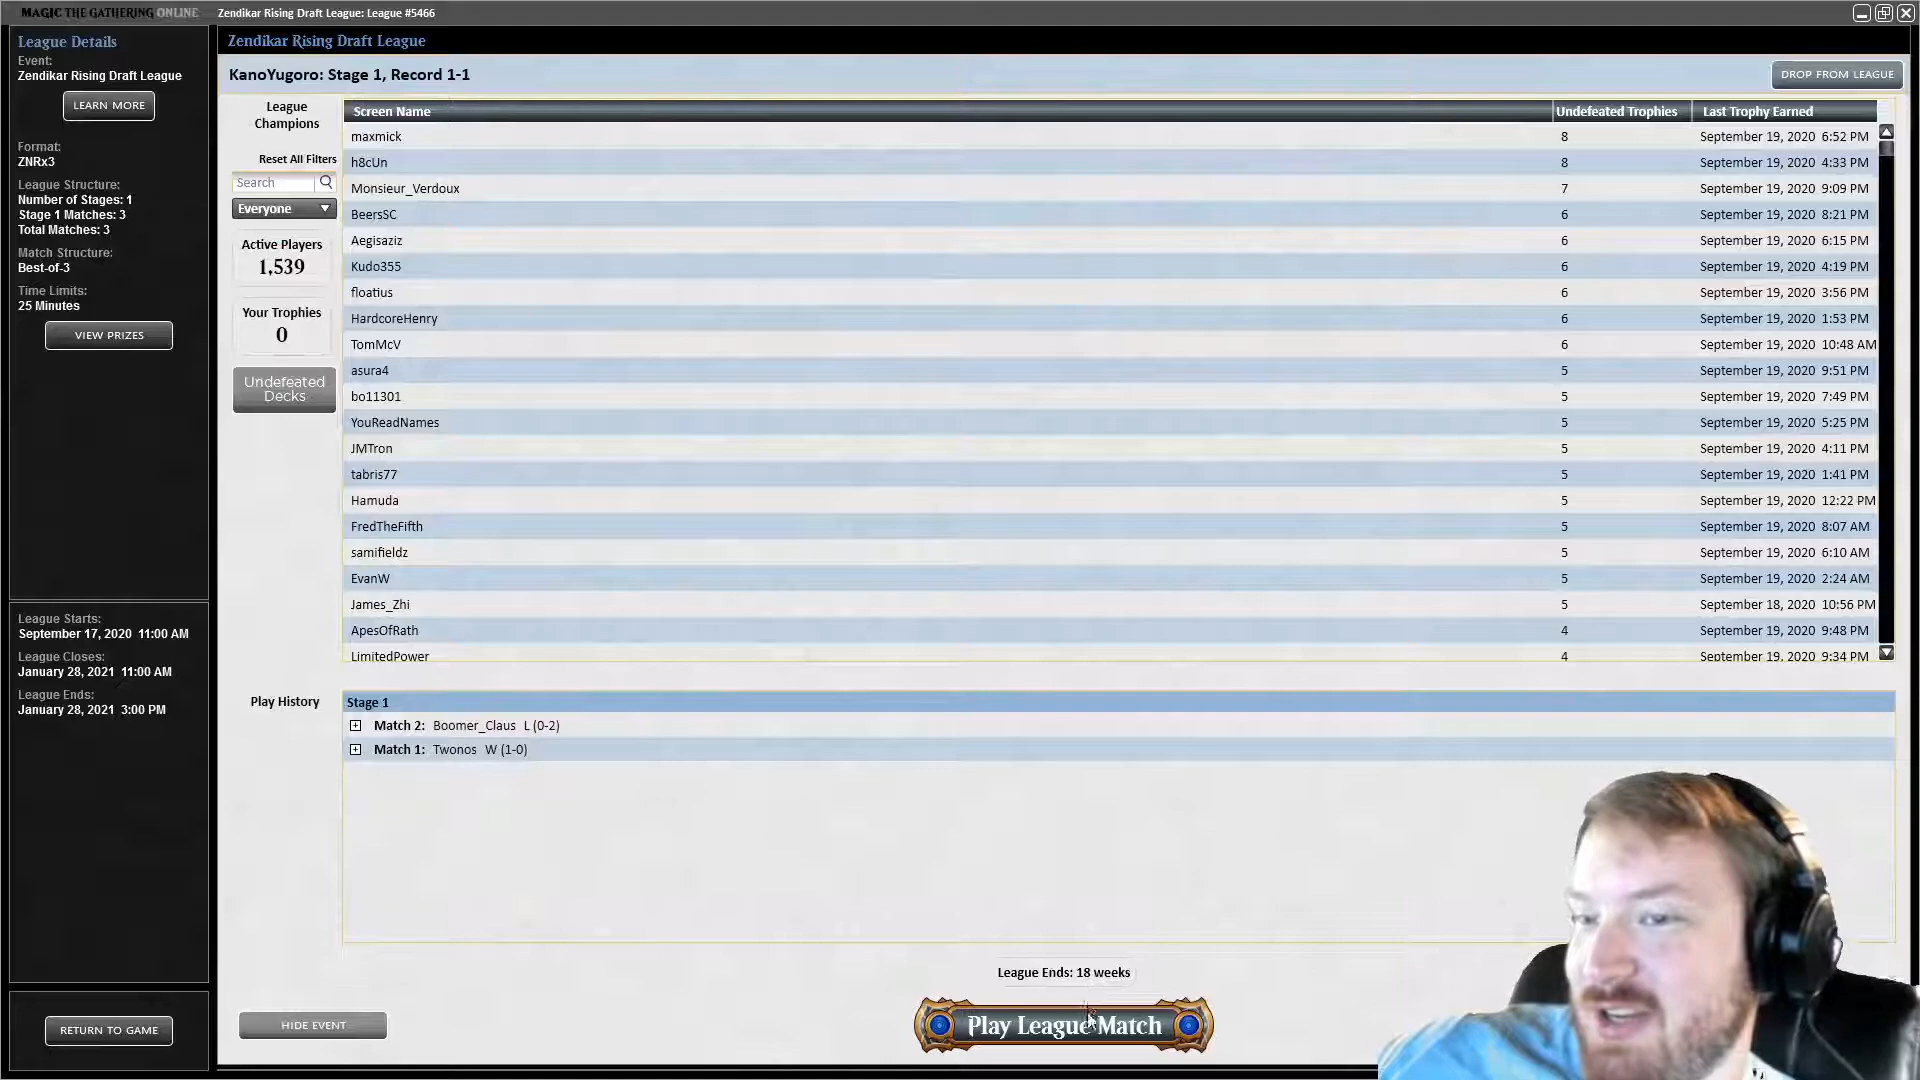 MAGIC THE GATHERING ONLINE
Zendikar Rising Draft League: League #5466
League Details
Event:
Zendikar Rising Draft League
LEARN MORE
Format:
ZNRx3
League Structure:
Number of Stages: 1
Stage 1 Matches: 3
Total Matches: 3
Match Structure:
Best-of-3
Time Limits:
25 Minutes
VIEW PRIZES
League Starts:
September 17, 2020 11:00 AM
League Closes:
January 28, 2021 11:00 AM
League Ends:
January 28, 2021 3:00 PM
RETURN TO GAME
Zendikar Rising Draft League
KanoYugoro: Stage 1, Record 1-1
DROP FROM LEAGUE
League
Champions
Reset All Filters
Search
Everyone
Active Players
1,539
Your Trophies
0
Undefeated
Decks
Screen Name Undefeated Trophies Last Trophy Earned
maxmick 8 September 19, 2020 6:52 PM
h8cUn 8 September 19, 2020 4:33 PM
Monsieur_Verdoux 7 September 19, 2020 9:09 PM
BeersSC 6 September 19, 2020 8:21 PM
Aegisaziz 6 September 19, 2020 6:15 PM
Kudo355 6 September 19, 2020 4:19 PM
floatius 6 September 19, 2020 3:56 PM
HardcoreHenry 6 September 19, 2020 1:53 PM
TomMcV 6 September 19, 2020 10:48 AM
asura4 5 September 19, 2020 9:51 PM
bo11301 5 September 19, 2020 7:49 PM
YouReadNames 5 September 19, 2020 5:25 PM
JMTron 5 September 19, 2020 4:11 PM
tabris77 5 September 19, 2020 1:41 PM
Hamuda 5 September 19, 2020 12:22 PM
FredTheFifth 5 September 19, 2020 8:07 AM
samifieldz 5 September 19, 2020 6:10 AM
EvanW 5 September 19, 2020 2:24 AM
James_Zhi 5 September 18, 2020 10:56 PM
ApesOfRath 4 September 19, 2020 9:48 PM
LimitedPower 4 September 19, 2020 9:34 PM
Play History
Stage 1
Match 2: Boomer_Claus L (0-2)
Match 1: Twonos W (1-0)
League Ends: 18 weeks
HIDE EVENT
Play League Match